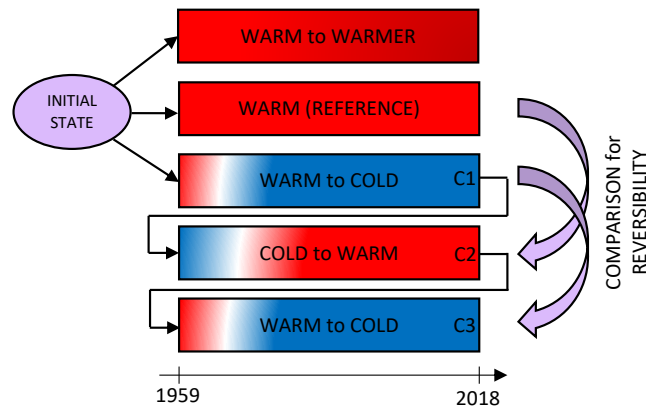 WARM to WARMER
INITIAL
STATE
WARM (REFERENCE)
WARM to COLD C1
COLD to WARM C2
WARM to COLD C3
COMPARISON for
REVERSIBILITY
1959 2018